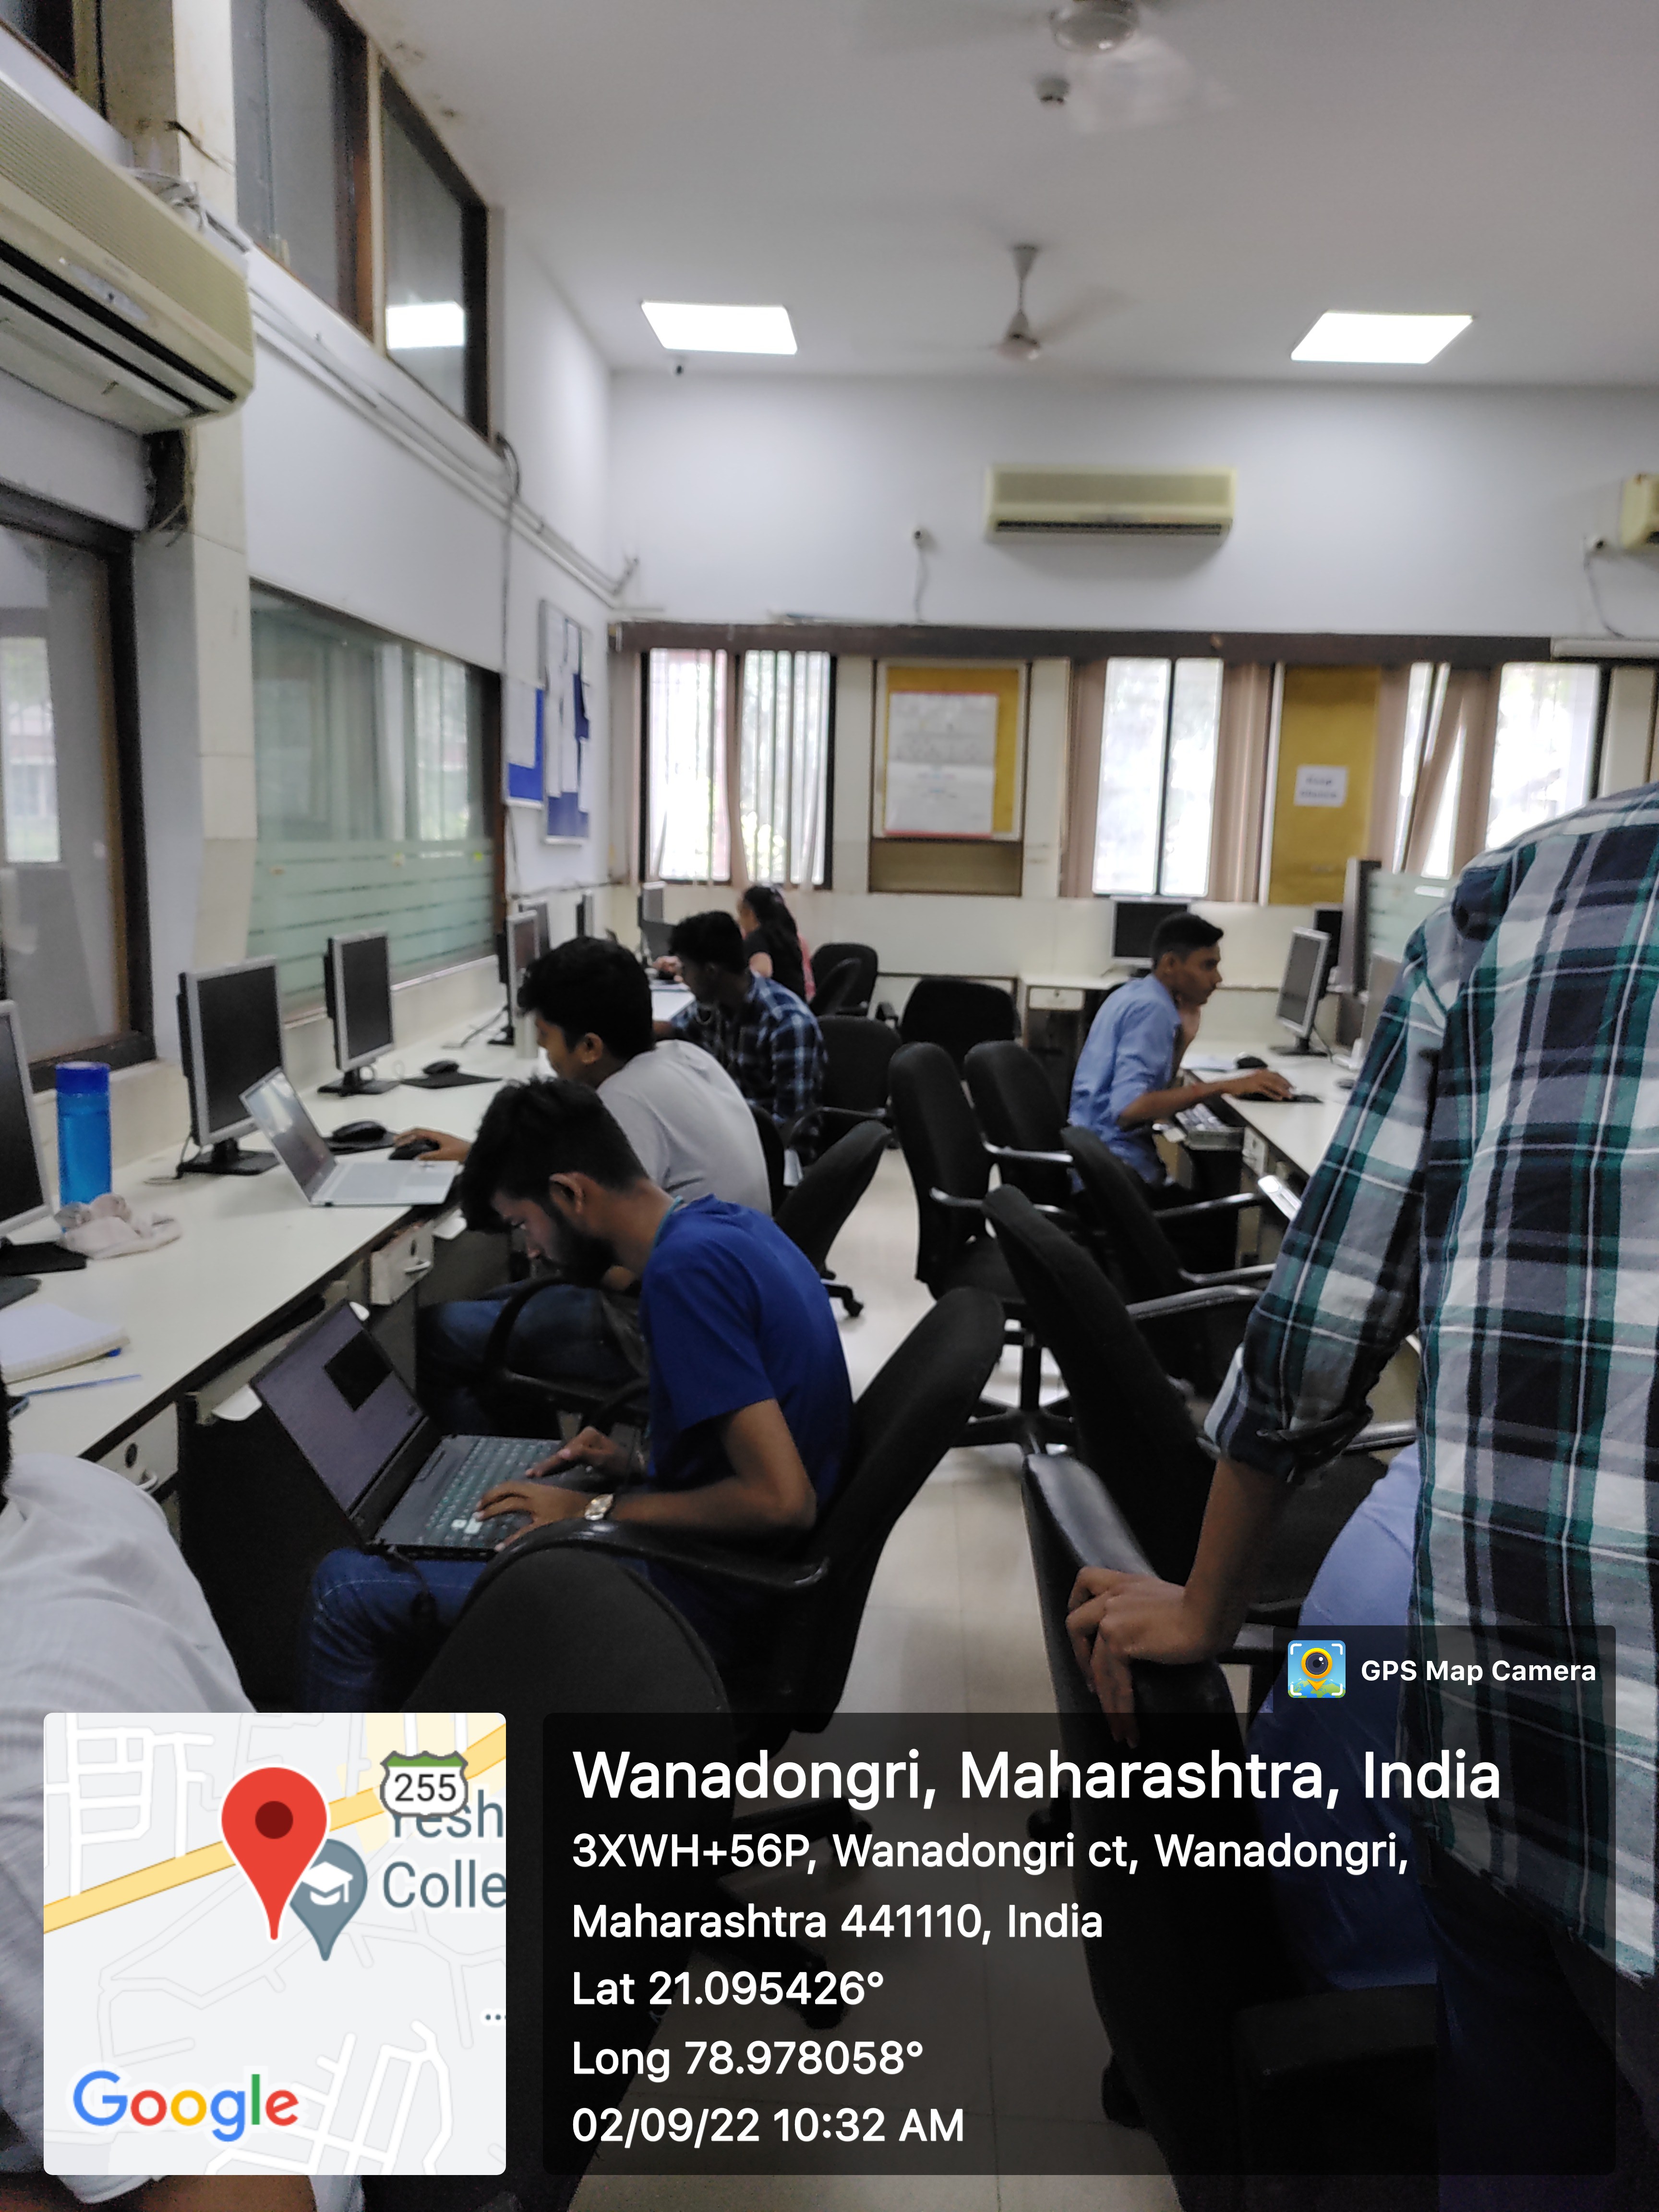 GPS Map Camera
Wanadongri, Maharashtra, India
3XWH+56P, Wanadongri ct, Wanadongri,
Maharashtra 441110, India
Lat 21.095426°
Long 78.978058°
02/09/22 10:32 AM
255
Yesh
Colle
...
Google